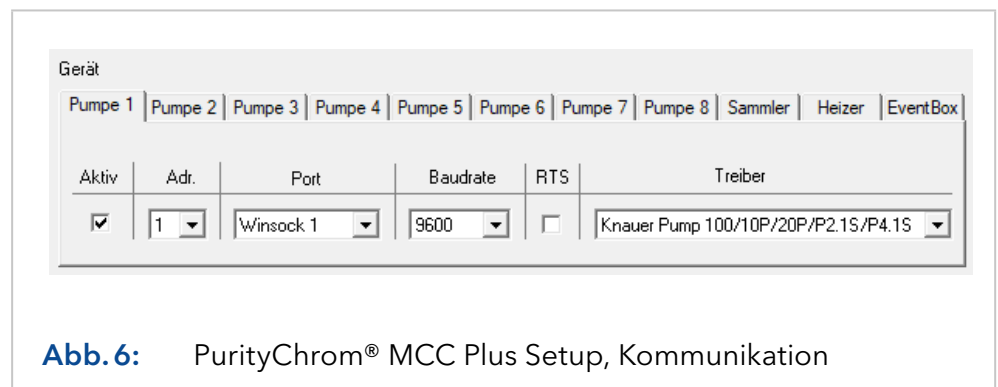 Gerät
Pumpe 1 Pumpe 2 Pumpe 3 Pumpe 4 Pumpe 5 Pumpe 6 Pumpe 7 Pumpe 8 Sammler Heizer EventBox
Aktiv Adr. Port Baudrate RTS Treiber
1 Winsock 1 9600 Knauer Pump 100/10P/20P/P2.1S/P4.1S
Abb. 6: PurityChrom® MCC Plus Setup, Kommunikation